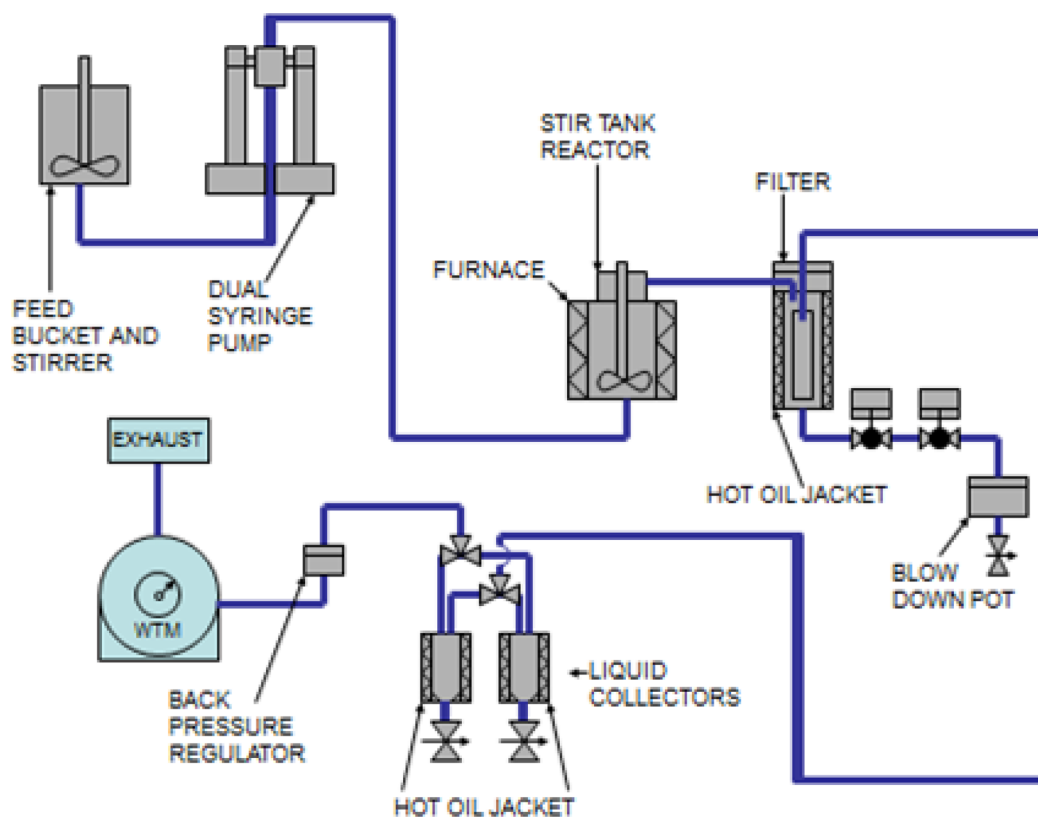 STIR TANK
REACTOR
FILTER
FURNACE
DUAL
SYRINGE
PUMP
FEED
BUCKET AND
STIRRER
EXHAUST
HOT OIL JACKET
BLOW
DOWN POT
WTM
LIQUID
COLLECTORS
BACK
PRESSURE
REGULATOR
HOT OIL JACKET